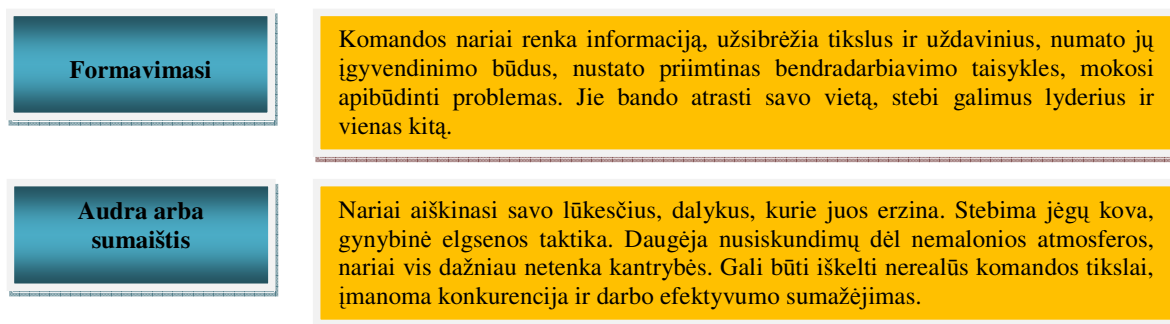 Formavimasi
Komandos nariai renka informaciją, užsibrėžia tikslus ir uždavinius, numato jų
įgyvendinimo būdus, nustato priimtinas bendradarbiavimo taisykles, mokosi
apibūdinti problemas. Jie bando atrasti savo vietą, stebi galimus lyderius ir
vienas kitą.
Audra arba
sumaištis
Nariai aiškinasi savo lūkesčius, dalykus, kurie juos erzina. Stebima jėgų kova,
gynybinė elgsenos taktika. Daugėja nusiskundimų dėl nemalonios atmosferos,
nariai vis dažniau netenka kantrybės. Gali būti iškelti nerealūs komandos tikslai,
įmanoma konkurencija ir darbo efektyvumo sumažėjimas.